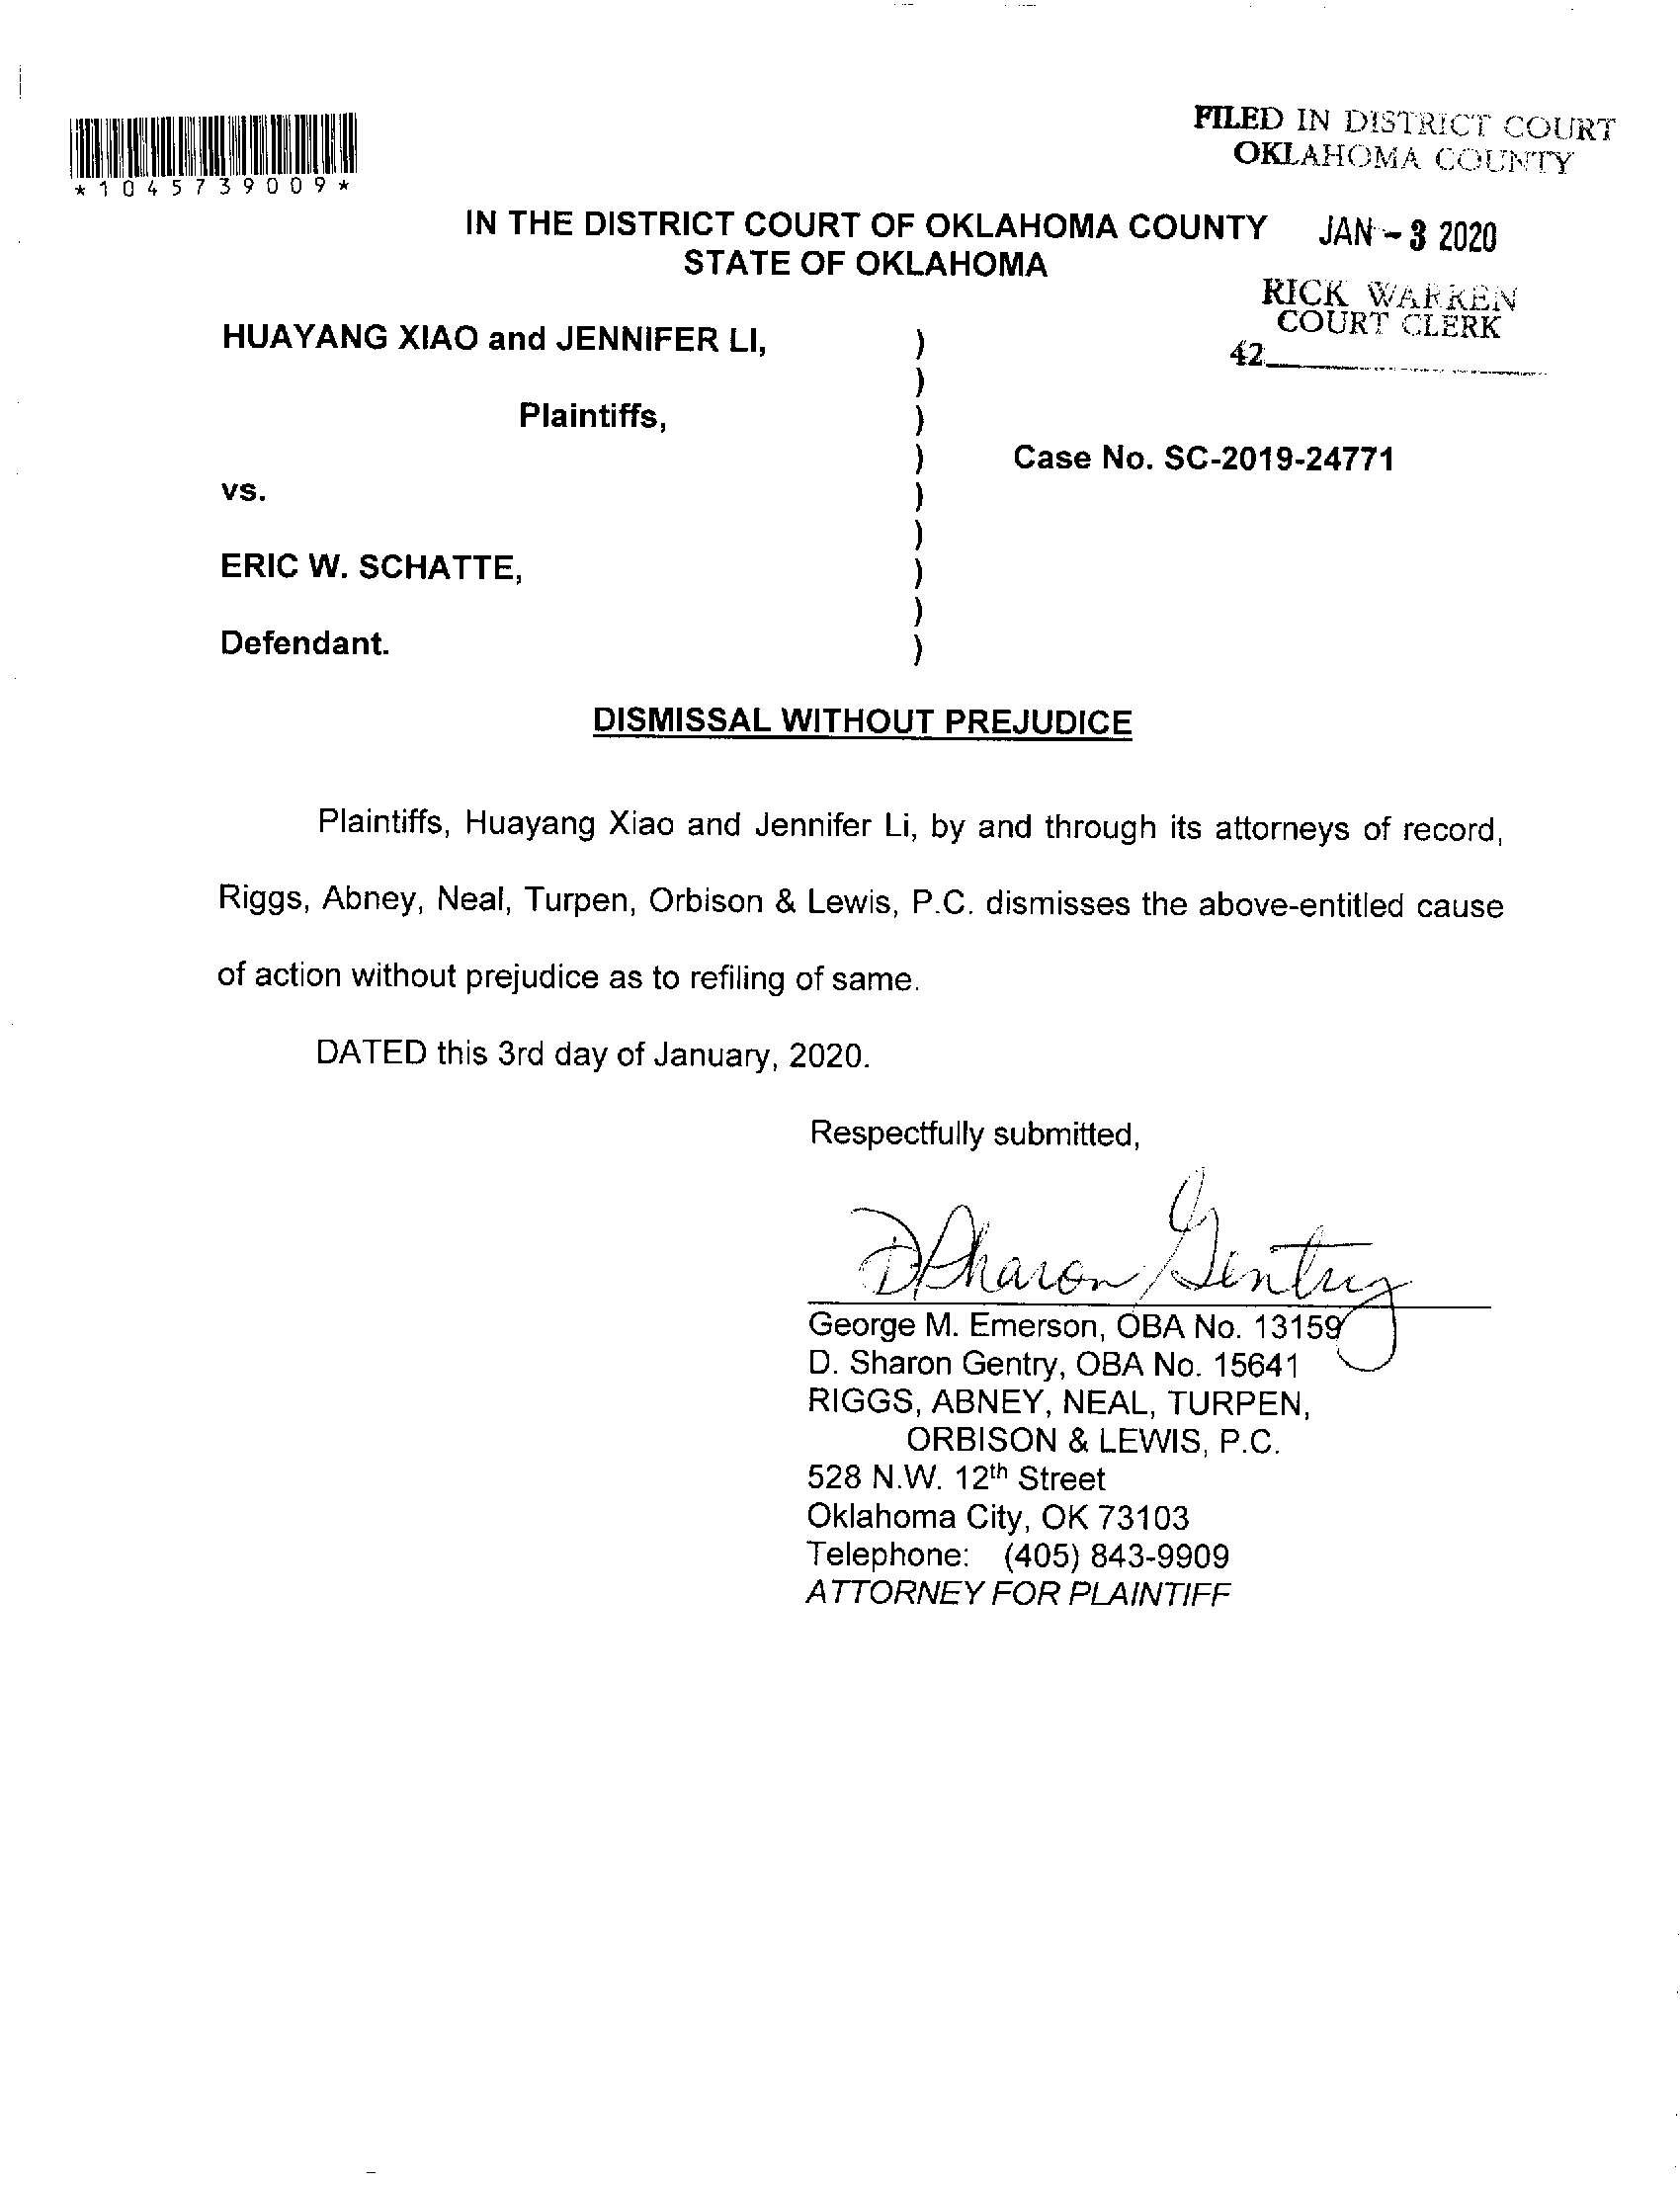 FILED IN DISTRICT COURT
OKLAHOMA COUNTY
*1045739009*
IN THE DISTRICT COURT OF OKLAHOMA COUNTY
JAN - 3 2020
STATE OF OKLAHOMA
RICK WARREN
COURT CLERK
42
HUAYANG XIAO and JENNIFER LI, )
)
Plaintiffs, )
) Case No. SC-2019-24771
vs. )
)
ERIC W. SCHATTE, )
)
Defendant. )
DISMISSAL WITHOUT PREJUDICE
Plaintiffs, Huayang Xiao and Jennifer Li, by and through its attorneys of record,
Riggs, Abney, Neal, Turpen, Orbison & Lewis, P.C. dismisses the above-entitled cause
of action without prejudice as to refiling of same.
DATED this 3rd day of January, 2020.
Respectfully submitted,
D Sharon Gentry
George M. Emerson, OBA No. 13159
D. Sharon Gentry, OBA No. 15641
RIGGS, ABNEY, NEAL, TURPEN,
ORBISON & LEWIS, P.C.
528 N.W. 12th Street
Oklahoma City, OK 73103
Telephone: (405) 843-9909
ATTORNEY FOR PLAINTIFF